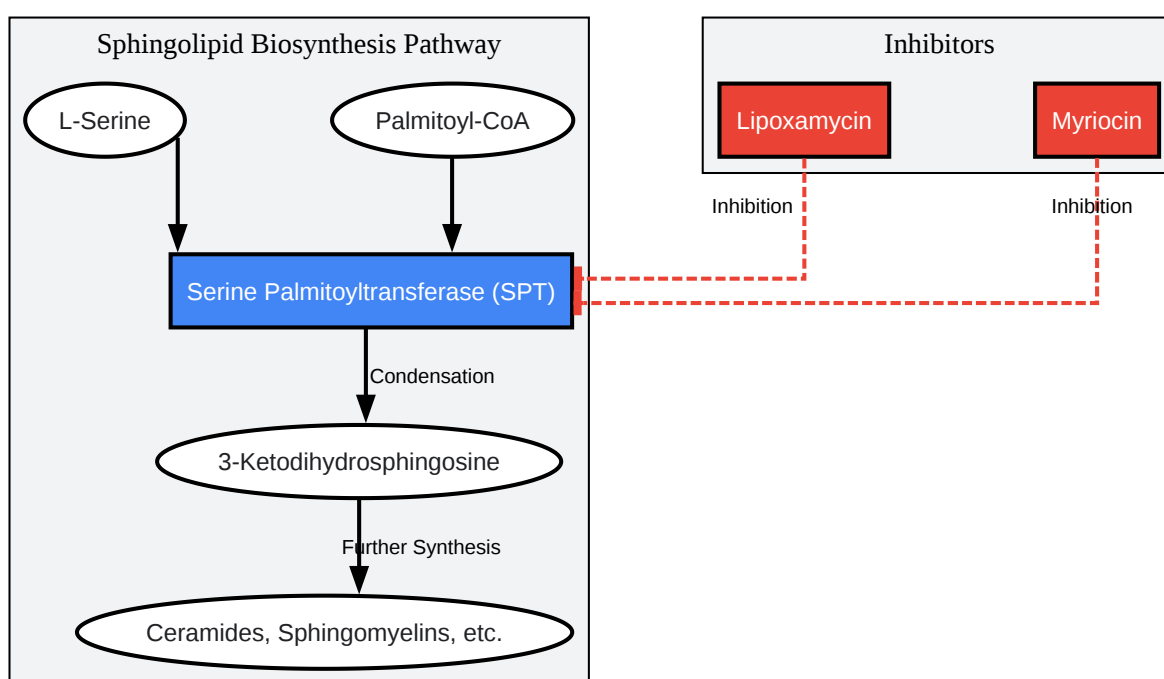 Sphingolipid Biosynthesis Pathway
L-Serine
Palmitoyl-CoA
Serine Palmitoyltransferase (SPT)
Condensation
3-Ketodihydrosphingosine
Further Synthesis
Ceramides, Sphingomyelins, etc.
Inhibitors
Lipoxamycin
Myriocin
Inhibition
Inhibition